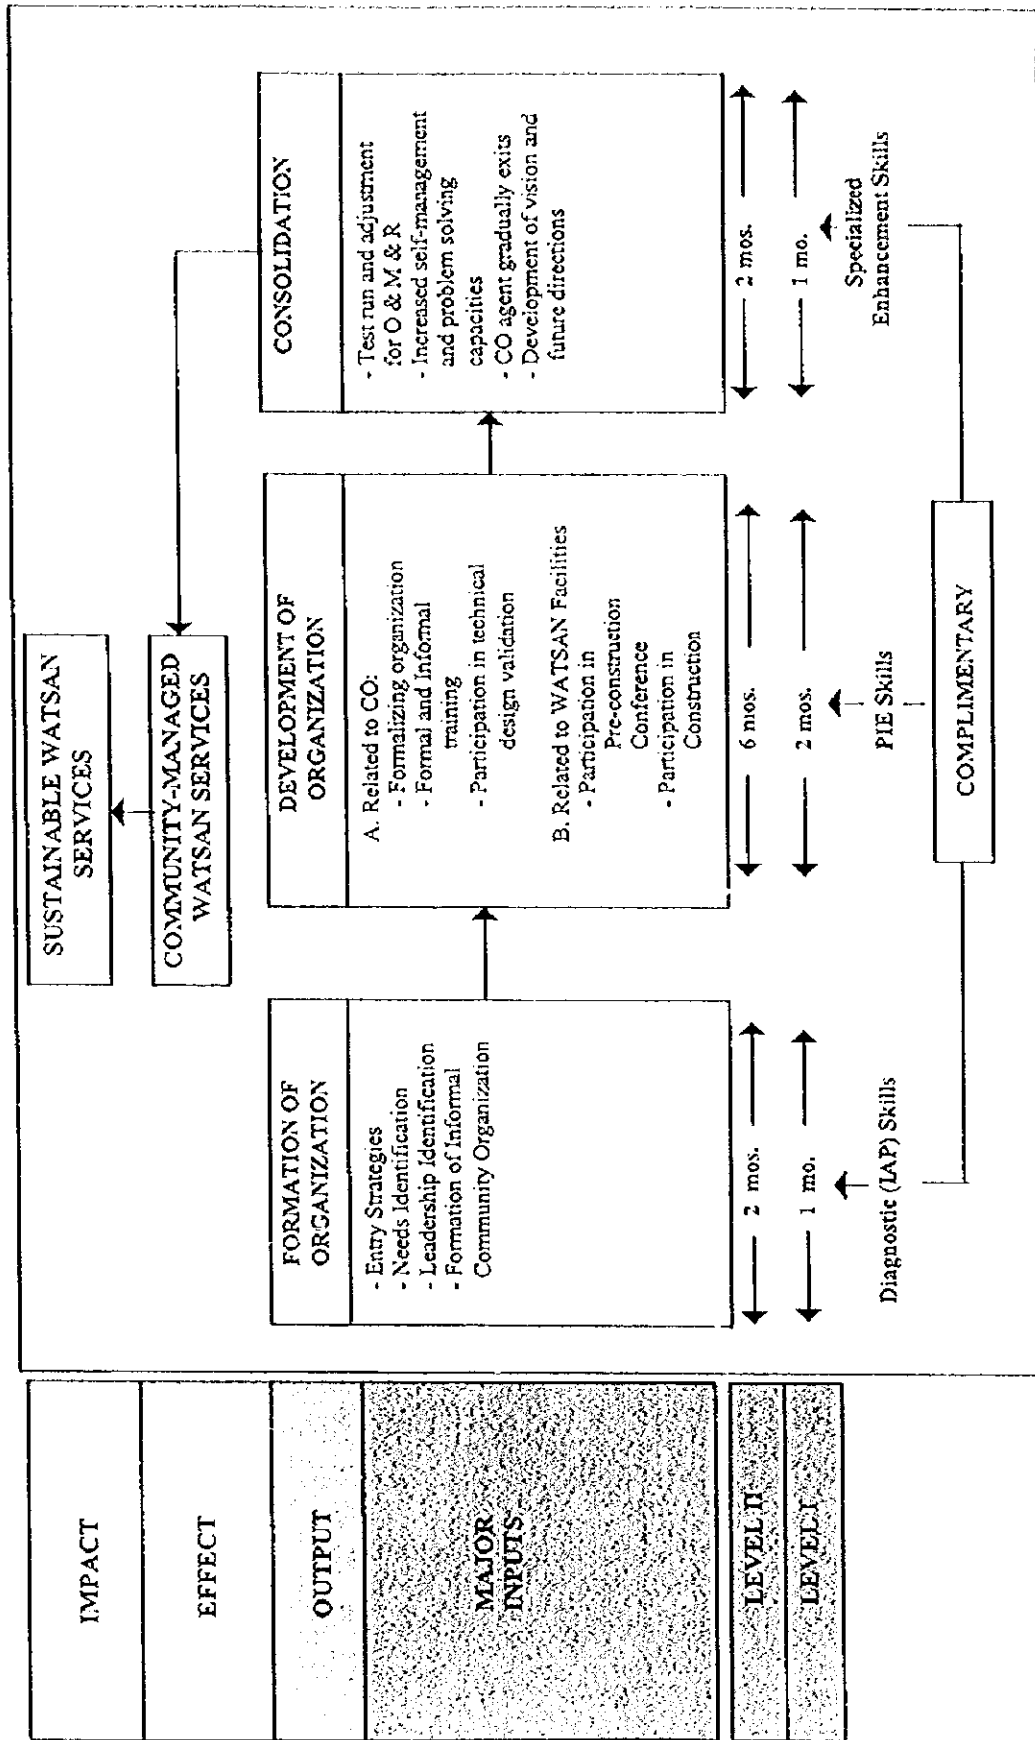 IMPACT
SUSTAINABLE WATSAN
SERVICES
EFFECT
COMMUNITY-MANAGED
WATSAN SERVICES
OUTPUT
FORMATION OF
ORGANIZATION
DEVELOPMENT OF
ORGANIZATION
CONSOLIDATION
MAJOR
INPUTS
- Entry Strategies
- Needs Identification
- Leadership Identification
- Formation of Informal
Community Organization
A. Related to CO:
- Formalizing organization
- Formal and Informal
training
- Participation in technical
design validation
B. Related to WATSAN Facilities
- Participation in
Pre-construction
Conference
- Participation in
Construction
- Test run and adjustment
for O & M & R
- Increased self-management
and problem solving
capacities
- CO agent gradually exits
- Development of vision and
future directions
LEVEL II
2 mos.
6 mos.
2 mos.
LEVEL I
1 mo.
2 mos.
1 mo.
Diagnostic (IAP) Skills
PIE Skills
Specialized
Enhancement Skills
COMPLIMENTARY